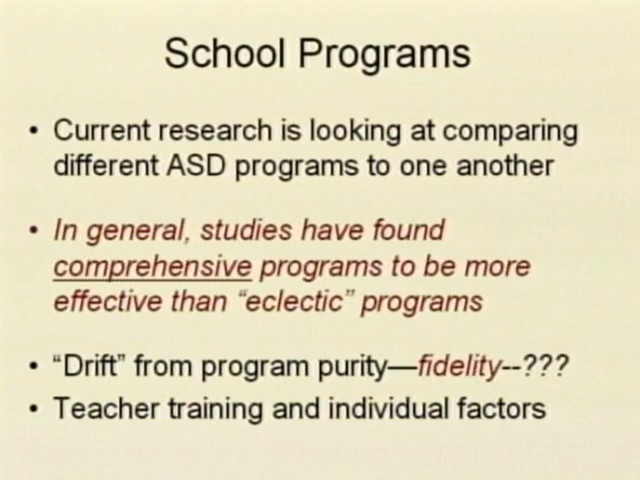 School Programs
• Current research is looking at comparing
different ASD programs to one another
• In general, studies have found
comprehensive programs to be more
effective than “eclectic” programs
• “Drift” from program purity—fidelity--???
• Teacher training and individual factors